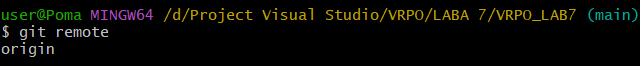 user@Poma MINGW64 /d/Project Visual Studio/VRPO/LABA 7/VRPO_LAB7 (main)
$ git remote
origin